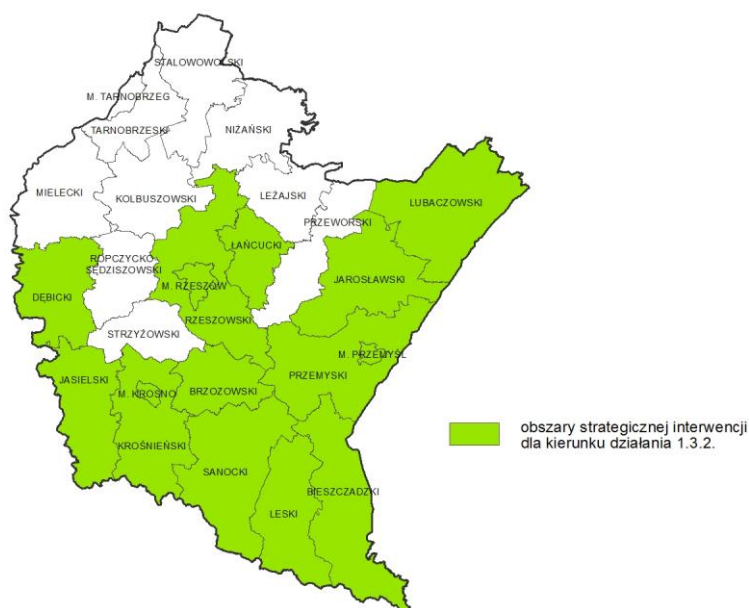 STALOWOWOLSKI
M. TARNOBRZEG
TARNOBRZESKI
NIŻAŃSKI
MIELECKI
KOLBUSZOWSKI
LEŻAJSKI
LUBACZOWSKI
PRZEWORSKI
ŁAŃCUCKI
ROPCZYCKO
SĘDZISZOWSKI
JAROSŁAWSKI
M. RZESZÓW
DĘBICKI
RZESZOWSKI
STRZYŻOWSKI
M. PRZEMYŚL
JASIELSKI
PRZEMYSKI
M. KROSNO
BRZOZOWSKI
obszary strategicznej interwencji
dla kierunku działania 1.3.2.
KROŚNIEŃSKI
SANOCKI
BIESZCZADZKI
LESKI